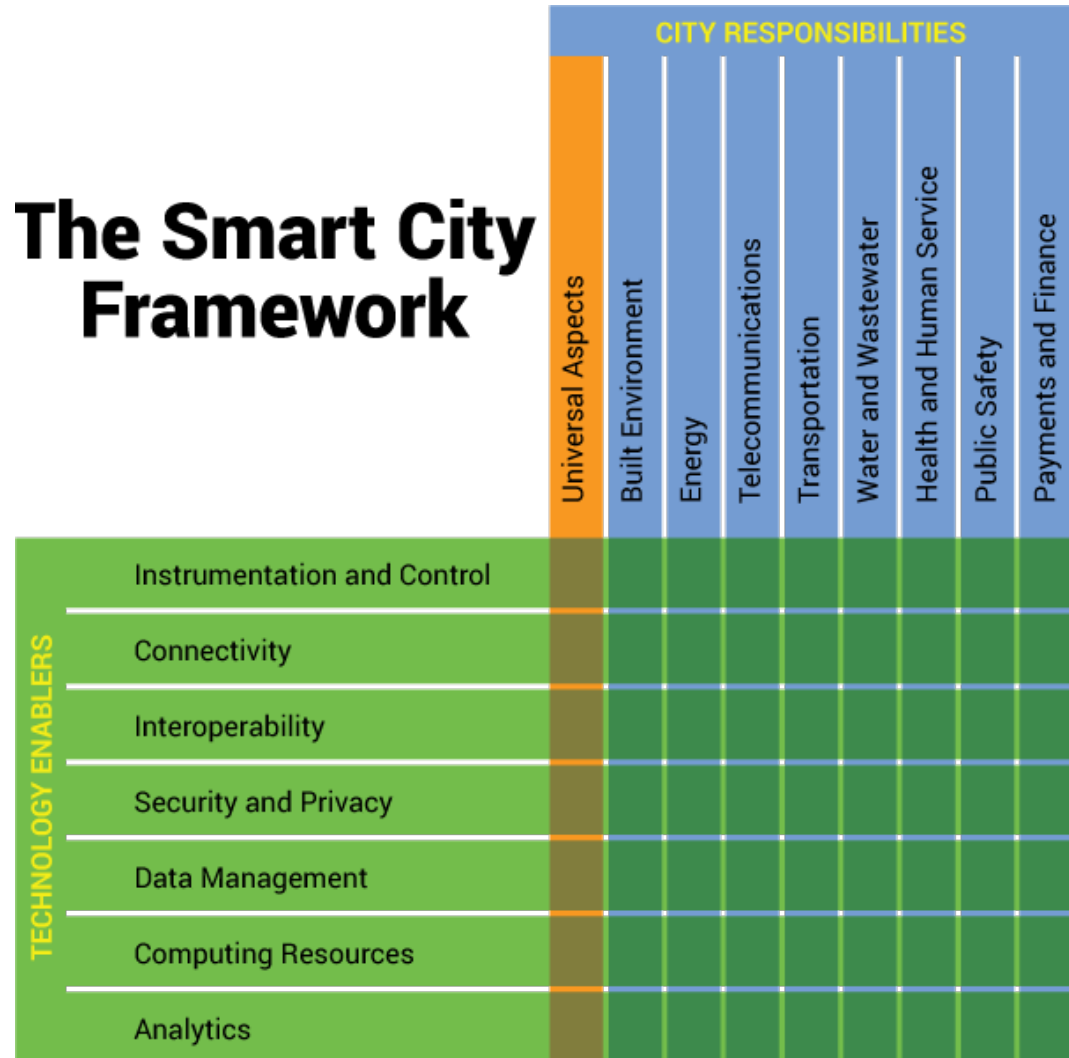 CITY RESPONSIBILITIES
The Smart City
Framework
Universal Aspects
Built Environment
Energy
Telecommunications
Transportation
Water and Wastewater
Health and Human Service
Public Safety
Payments and Finance
TECHNOLOGY ENABLERS
Instrumentation and Control
Connectivity
Interoperability
Security and Privacy
Data Management
Computing Resources
Analytics